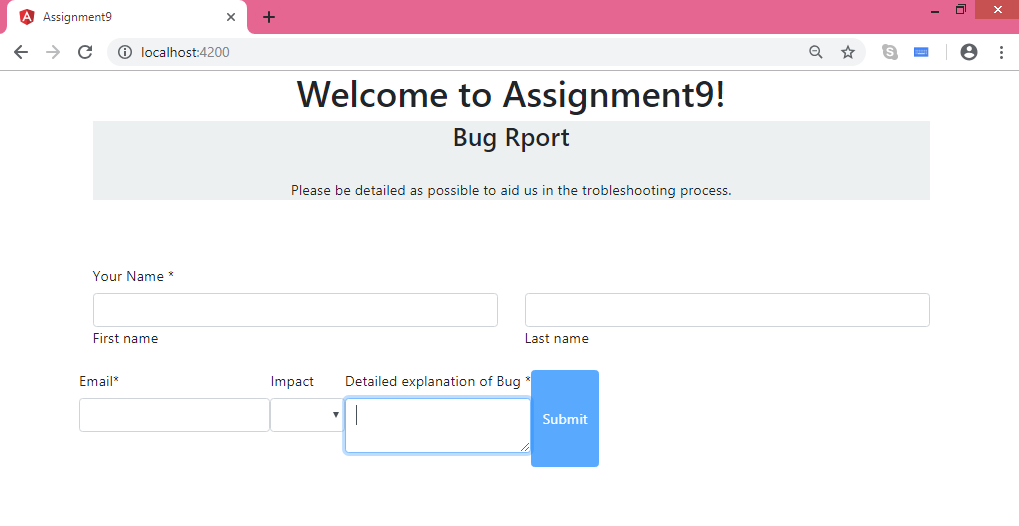 Assignment9
localhost:4200
Welcome to Assignment9!
Bug Rport
Please be detailed as possible to aid us in the trobleshooting process.
Your Name *
First name Last name
Email* Impact Detailed explanation of Bug *
Submit